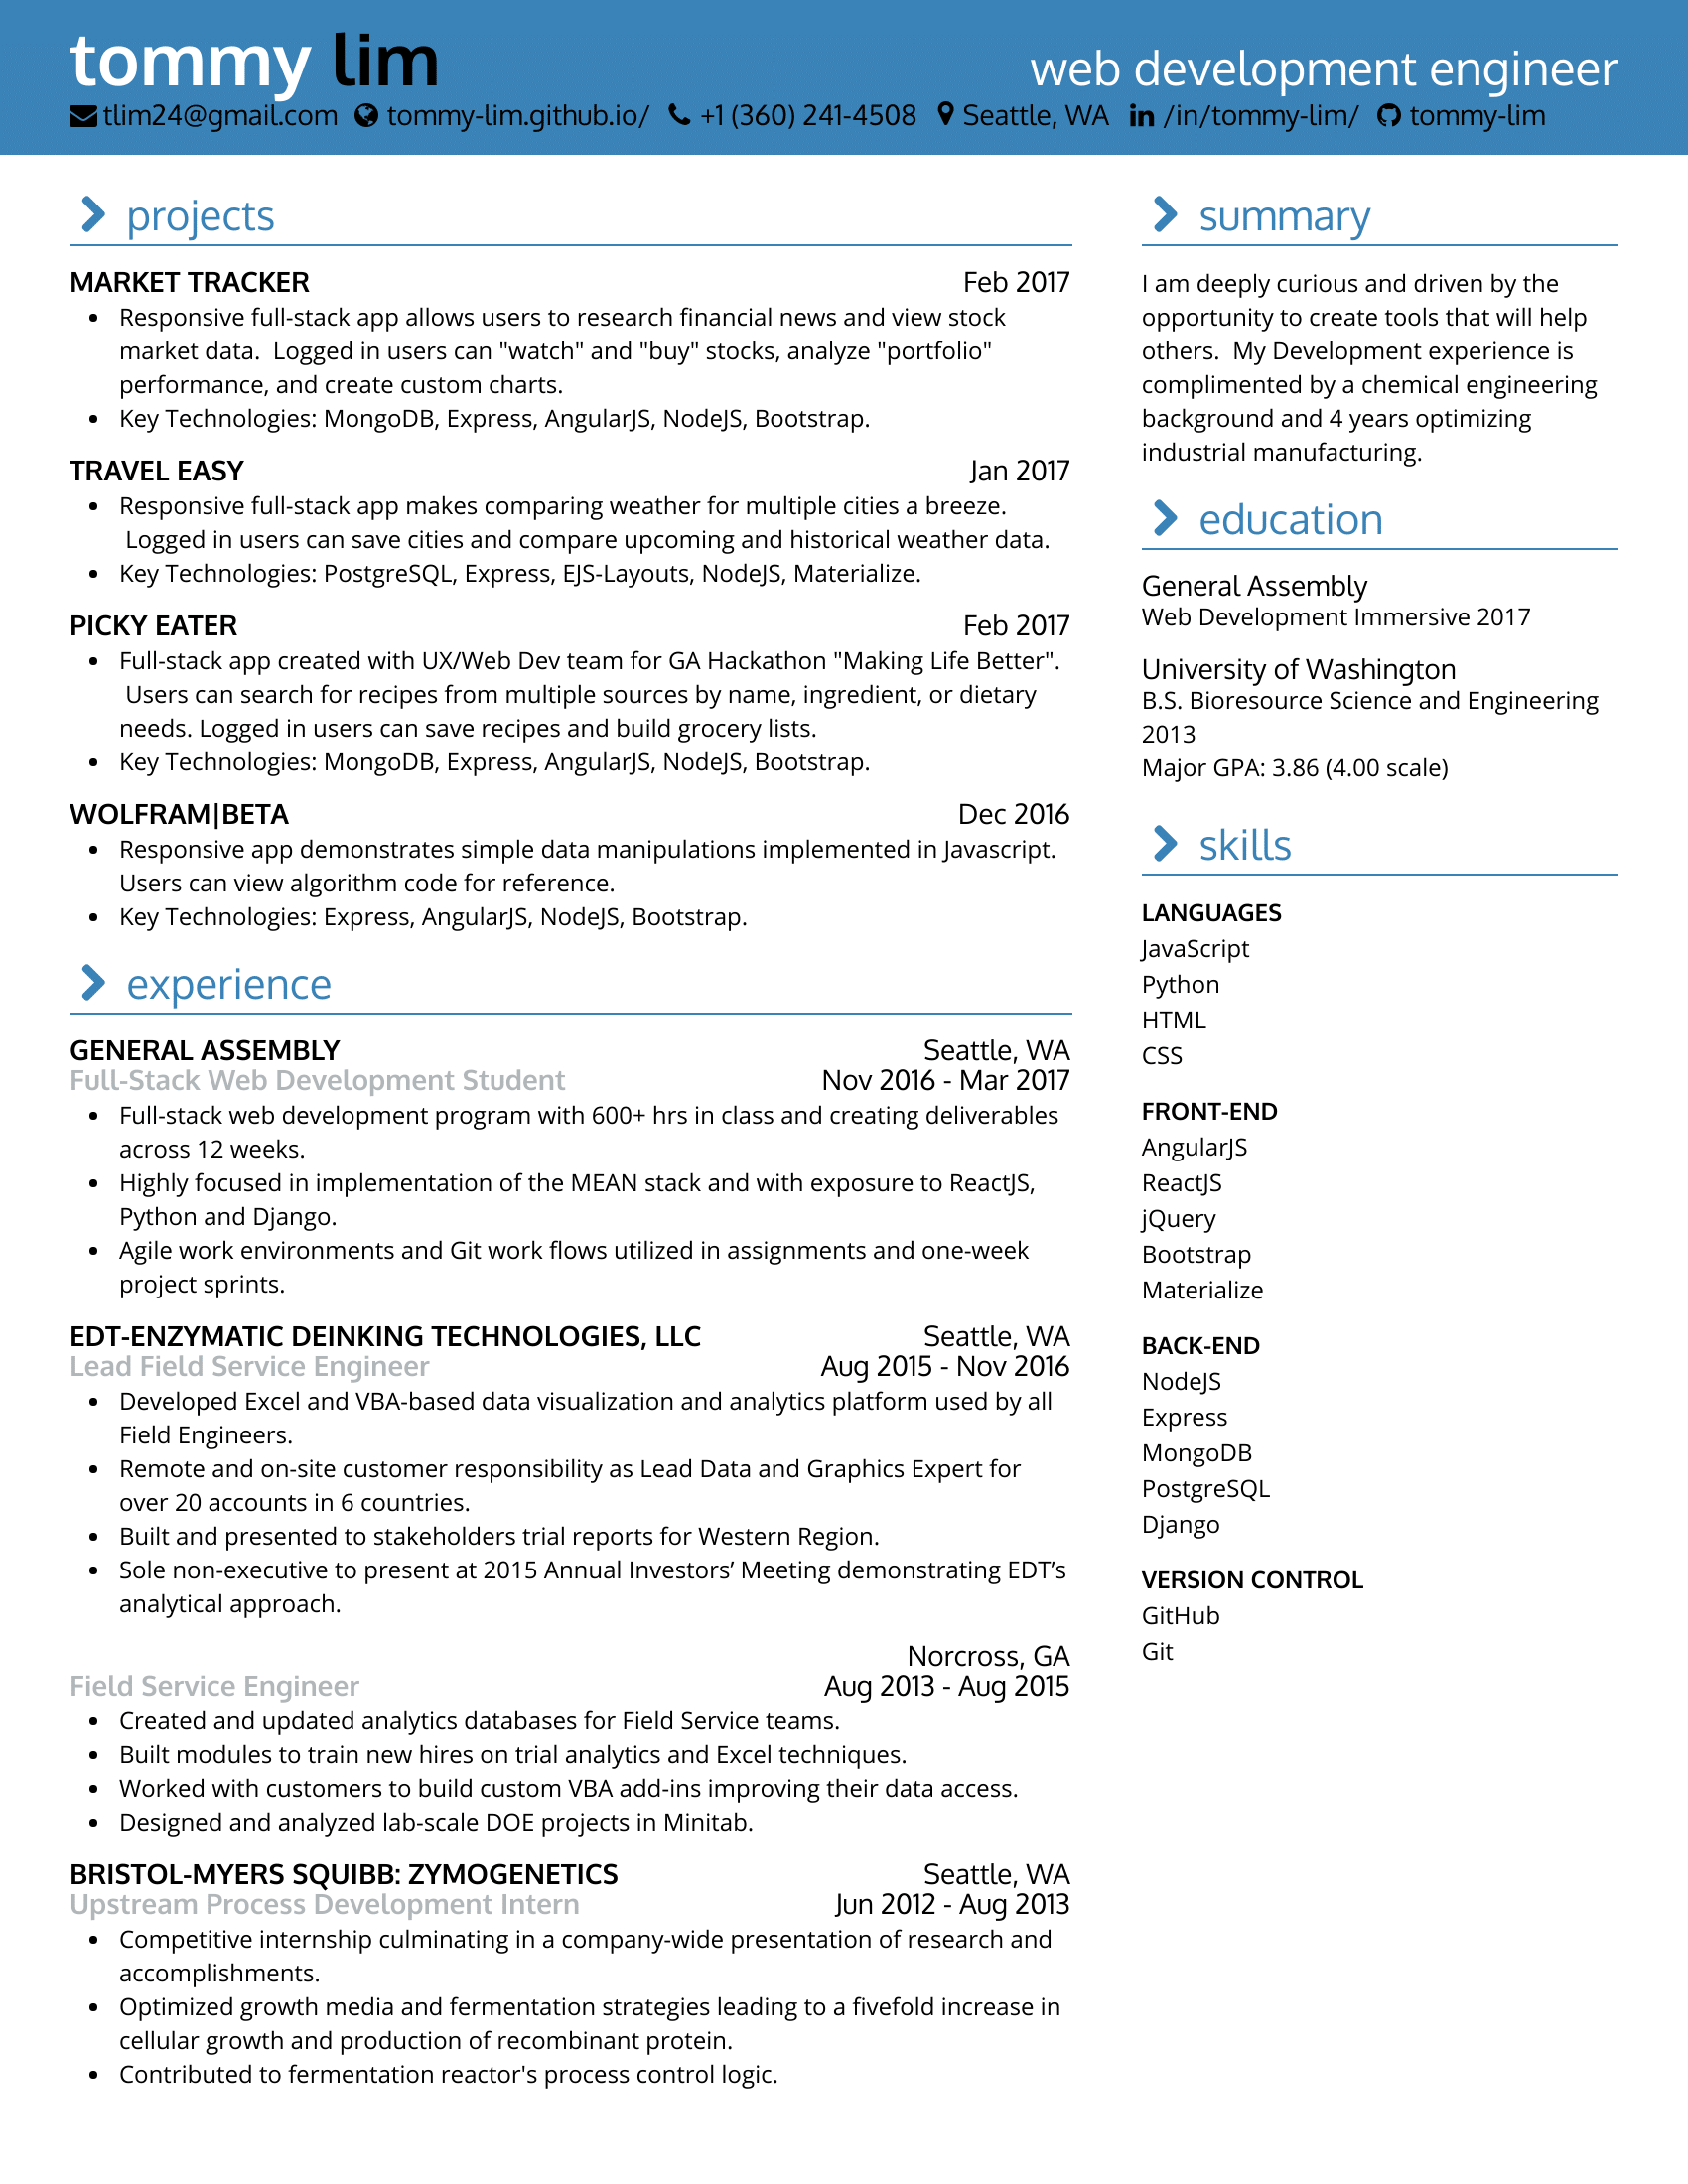 tommy lim
web development engineer
tlim24@gmail.com tommy-lim.github.io/ +1 (360) 241-4508 Seattle, WA /in/tommy-lim/ tommy-lim
projects
MARKET TRACKER Feb 2017
• Responsive full-stack app allows users to research financial news and view stock
market data.  Logged in users can "watch" and "buy" stocks, analyze "portfolio"
performance, and create custom charts.
• Key Technologies: MongoDB, Express, AngularJS, NodeJS, Bootstrap.
TRAVEL EASY Jan 2017
• Responsive full-stack app makes comparing weather for multiple cities a breeze.
Logged in users can save cities and compare upcoming and historical weather data.
• Key Technologies: PostgreSQL, Express, EJS-Layouts, NodeJS, Materialize.
PICKY EATER Feb 2017
• Full-stack app created with UX/Web Dev team for GA Hackathon "Making Life Better".
Users can search for recipes from multiple sources by name, ingredient, or dietary
needs. Logged in users can save recipes and build grocery lists.
• Key Technologies: MongoDB, Express, AngularJS, NodeJS, Bootstrap.
WOLFRAM|BETA Dec 2016
• Responsive app demonstrates simple data manipulations implemented in Javascript.
Users can view algorithm code for reference.
• Key Technologies: Express, AngularJS, NodeJS, Bootstrap.
experience
GENERAL ASSEMBLY Seattle, WA
Full-Stack Web Development Student Nov 2016 - Mar 2017
• Full-stack web development program with 600+ hrs in class and creating deliverables
across 12 weeks.
• Highly focused in implementation of the MEAN stack and with exposure to ReactJS,
Python and Django.
• Agile work environments and Git work flows utilized in assignments and one-week
project sprints.
EDT-ENZYMATIC DEINKING TECHNOLOGIES, LLC Seattle, WA
Lead Field Service Engineer Aug 2015 - Nov 2016
• Developed Excel and VBA-based data visualization and analytics platform used by all
Field Engineers.
• Remote and on-site customer responsibility as Lead Data and Graphics Expert for
over 20 accounts in 6 countries.
• Built and presented to stakeholders trial reports for Western Region.
• Sole non-executive to present at 2015 Annual Investors’ Meeting demonstrating EDT’s
analytical approach.
Norcross, GA
Field Service Engineer Aug 2013 - Aug 2015
• Created and updated analytics databases for Field Service teams.
• Built modules to train new hires on trial analytics and Excel techniques.
• Worked with customers to build custom VBA add-ins improving their data access.
• Designed and analyzed lab-scale DOE projects in Minitab.
BRISTOL-MYERS SQUIBB: ZYMOGENETICS Seattle, WA
Upstream Process Development Intern Jun 2012 - Aug 2013
• Competitive internship culminating in a company-wide presentation of research and
accomplishments.
• Optimized growth media and fermentation strategies leading to a fivefold increase in
cellular growth and production of recombinant protein.
• Contributed to fermentation reactor's process control logic.
summary
I am deeply curious and driven by the
opportunity to create tools that will help
others.  My Development experience is
complimented by a chemical engineering
background and 4 years optimizing
industrial manufacturing.
education
General Assembly
Web Development Immersive 2017
University of Washington
B.S. Bioresource Science and Engineering
2013
Major GPA: 3.86 (4.00 scale)
skills
LANGUAGES
JavaScript
Python
HTML
CSS
FRONT-END
AngularJS
ReactJS
jQuery
Bootstrap
Materialize
BACK-END
NodeJS
Express
MongoDB
PostgreSQL
Django
VERSION CONTROL
GitHub
Git